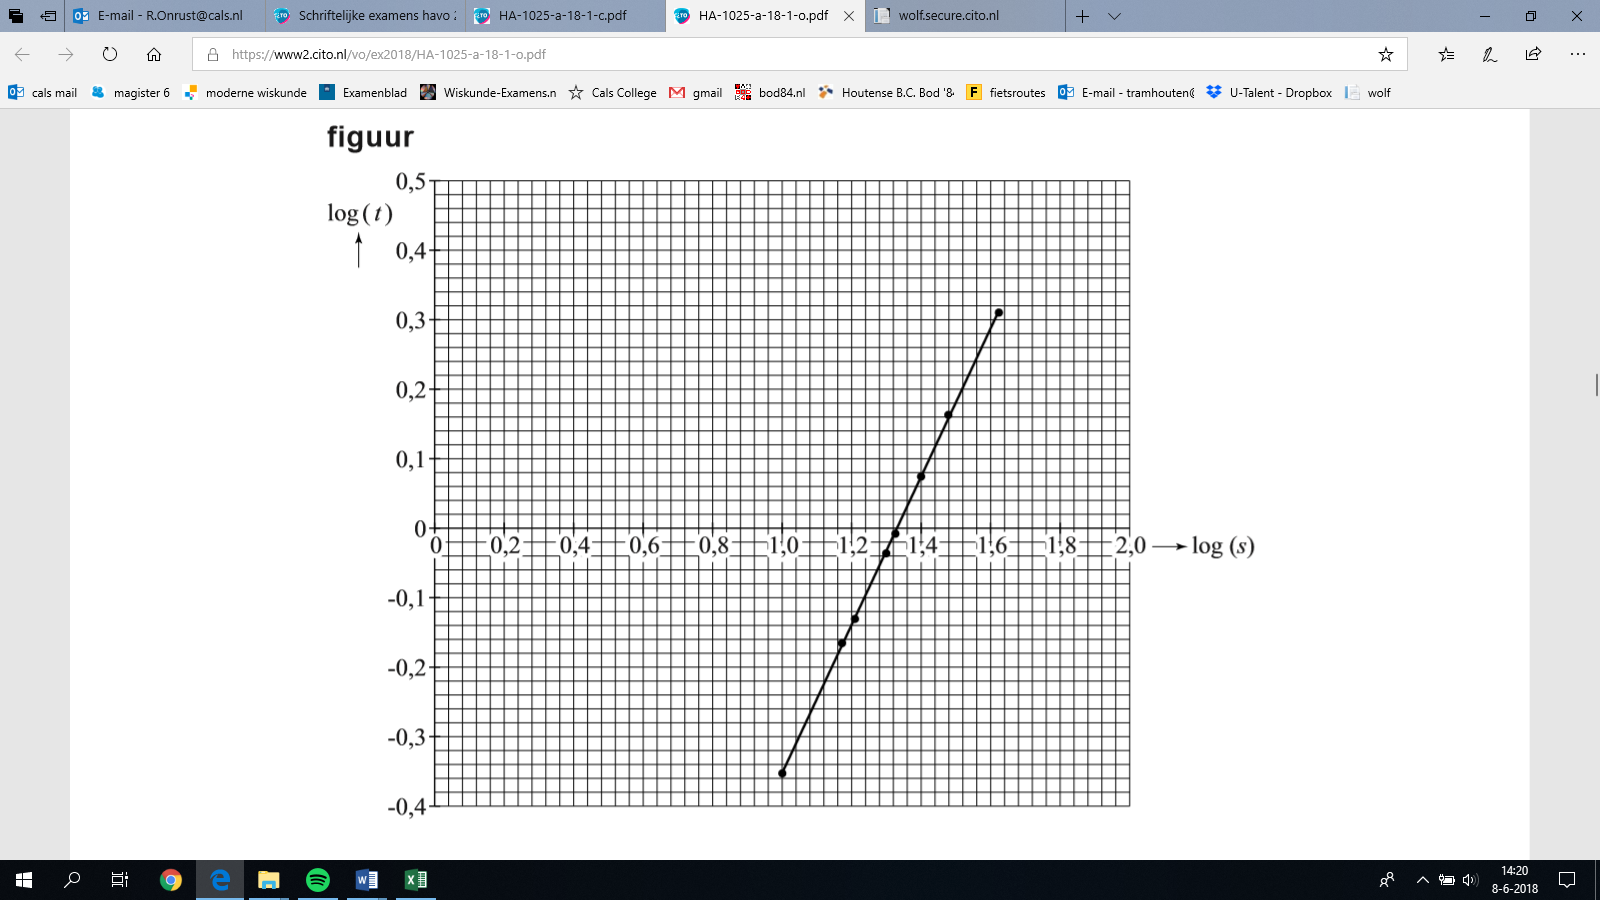 E-mail - R.Onrust@cals.nl
Schriftelijke examens havo 2
HA-1025-a-18-1-c.pdf
HA-1025-a-18-1-o.pdf
wolf.secure.cito.nl
https://www2.cito.nl/vo/ex2018/HA-1025-a-18-1-o.pdf
cals mail
magister 6
moderne wiskunde
Examenblad
Wiskunde-Examens.n
Cals College
gmail
bod84.nl
Houtense B.C. Bod '84
fietsroutes
E-mail - tramhouten@
U-Talent - Dropbox
wolf
figuur
0,5
log(t)
0,4
0,3
0,2
0,1
0
0 0,2 0,4 0,6 0,8 1,0 1,2 1,4 1,6 1,8 2,0 log (s)
-0,1
-0,2
-0,3
-0,4
14:20
8-6-2018